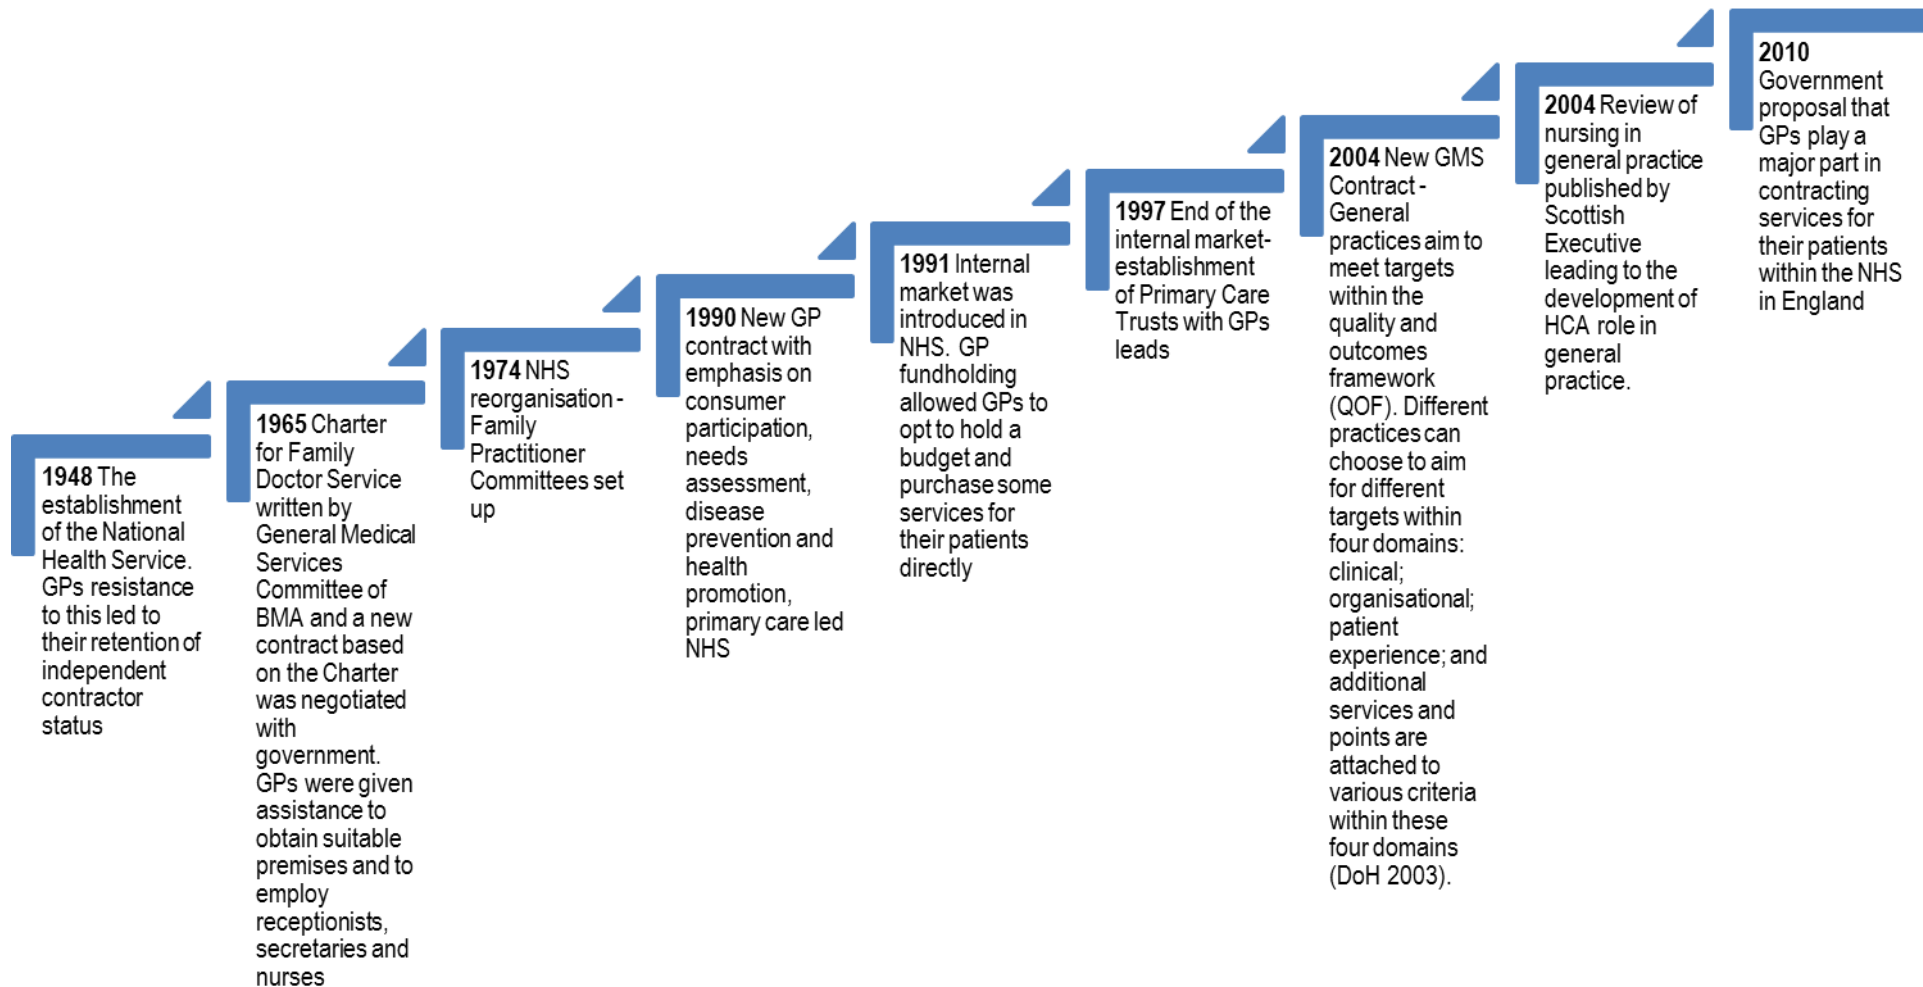 1948 The
establishment
of the National
Health Service.
GPs resistance
to this led to
their retention of
independent
contractor
status
1965 Charter
for Family
Doctor Service
written by
General Medical
Services
Committee of
BMA and a new
contract based
on the Charter
was negotiated
with
government.
GPs were given
assistance to
obtain suitable
premises and to
employ
receptionists,
secretaries and
nurses
1974 NHS
reorganisation -
Family
Practitioner
Committees set
up
1990 New GP
contract with
emphasis on
consumer
participation,
needs
assessment,
disease
prevention and
health
promotion,
primary care led
NHS
1991 Internal
market was
introduced in
NHS. GP
fundholding
allowed GPs to
opt to hold a
budget and
purchase some
services for
their patients
directly
1997 End of the
internal market-
establishment
of Primary Care
Trusts with GPs
leads
2004 New GMS
Contract -
General
practices aim to
meet targets
within the
quality and
outcomes
framework
(QOF). Different
practices can
choose to aim
for different
targets within
four domains:
clinical;
organisational;
patient
experience; and
additional
services and
points are
attached to
various criteria
within these
four domains
(DoH 2003).
2004 Review of
nursing in
general practice
published by
Scottish
Executive
leading to the
development of
HCA role in
general
practice.
2010
Government
proposal that
GPs play a
major part in
contracting
services for
their patients
within the NHS
in England